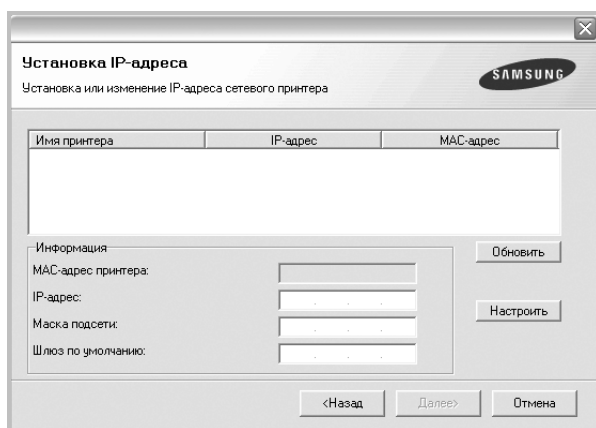 Установка IP-адреса
Установка или изменение IP-адреса сетевого принтера
SAMSUNG
Имя принтера IP-адрес MAC-адрес
Информация
MAC-адрес принтера:
IP-адрес:
Маска подсети:
Шлюз по умолчанию:
Обновить
Настроить
<Назад Далее> Отмена